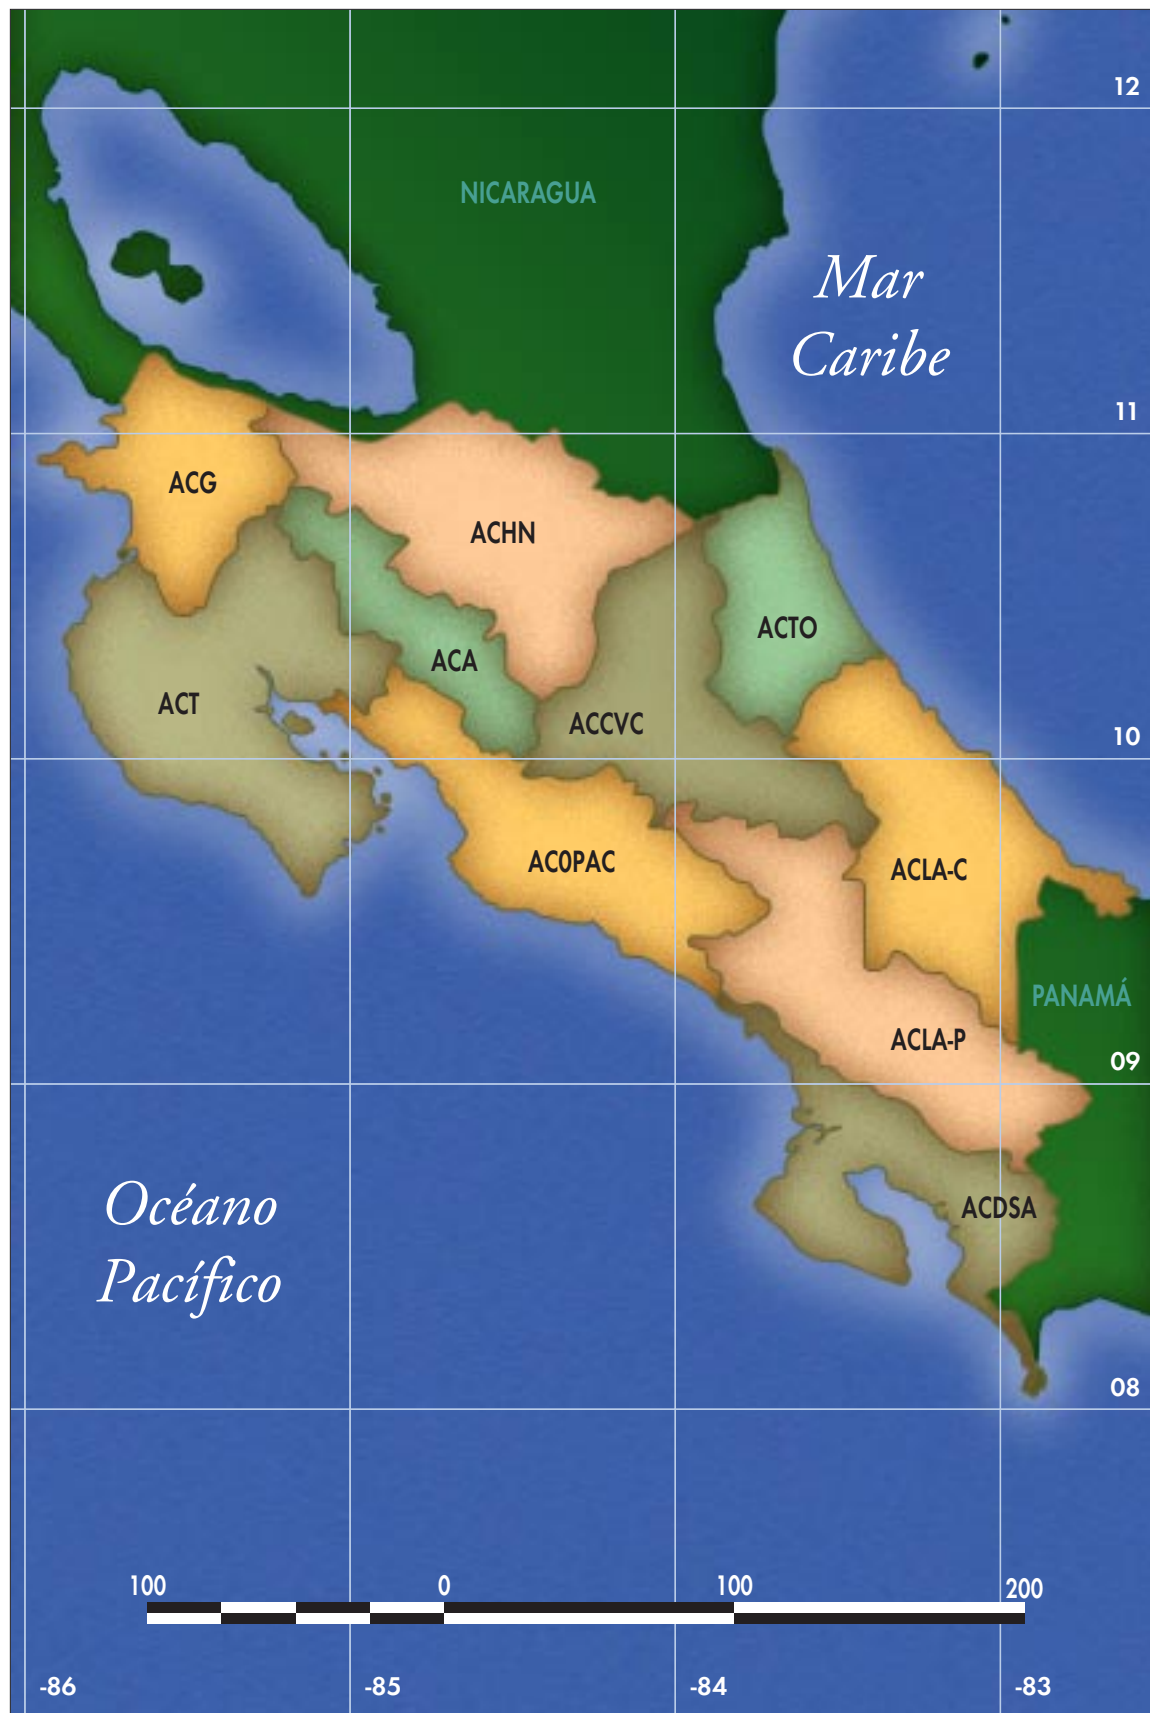 12
NICARAGUA
Mar
Caribe
11
ACG
ACHN
ACTO
ACA
ACT
ACCVC
10
AC0PAC
ACLA-C
PANAMÁ
ACLA-P
09
Océano
Pacífico
ACDSA
08
100 0 100 200
-86 -85 -84 -83